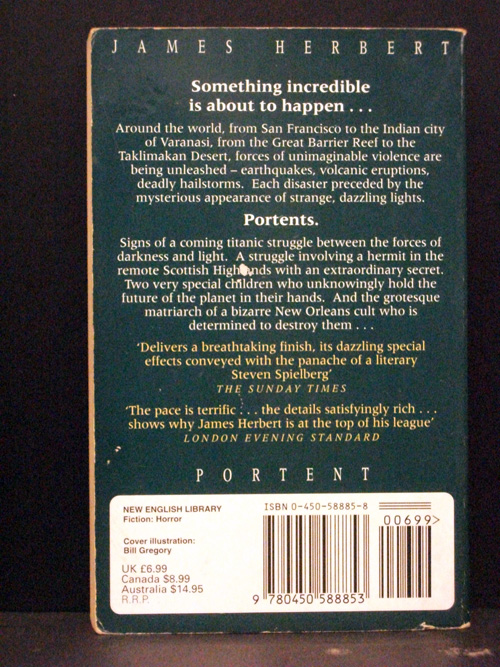 JAMES HERBERT
Something incredible
is about to happen . . .
Around the world, from San Francisco to the Indian city
of Varanasi, from the Great Barrier Reef to the
Taklimakan Desert, forces of unimaginable violence are
being unleashed – earthquakes, volcanic eruptions,
deadly hailstorms. Each disaster preceded by the
mysterious appearance of strange, dazzling lights.
Portents.
Signs of a coming titanic struggle between the forces of
darkness and light. A struggle involving a hermit in the
remote Scottish Highlands with an extraordinary secret.
Two very special children who unknowingly hold the
future of the planet in their hands. And the grotesque
matriarch of a bizarre New Orleans cult who is
determined to destroy them . . .
‘Delivers a breathtaking finish, its dazzling special
effects conveyed with the panache of a literary
Steven Spielberg’
THE SUNDAY TIMES
‘The pace is terrific . . . the details satisfyingly rich . . .
shows why James Herbert is at the top of his league’
LONDON EVENING STANDARD
PORTENT
NEW ENGLISH LIBRARY
Fiction: Horror
Cover illustration:
Bill Gregory
UK £6.99
Canada $8.99
Australia $14.95
R.R.P.
ISBN 0-450-58885-8
00699>
9 780450 588853